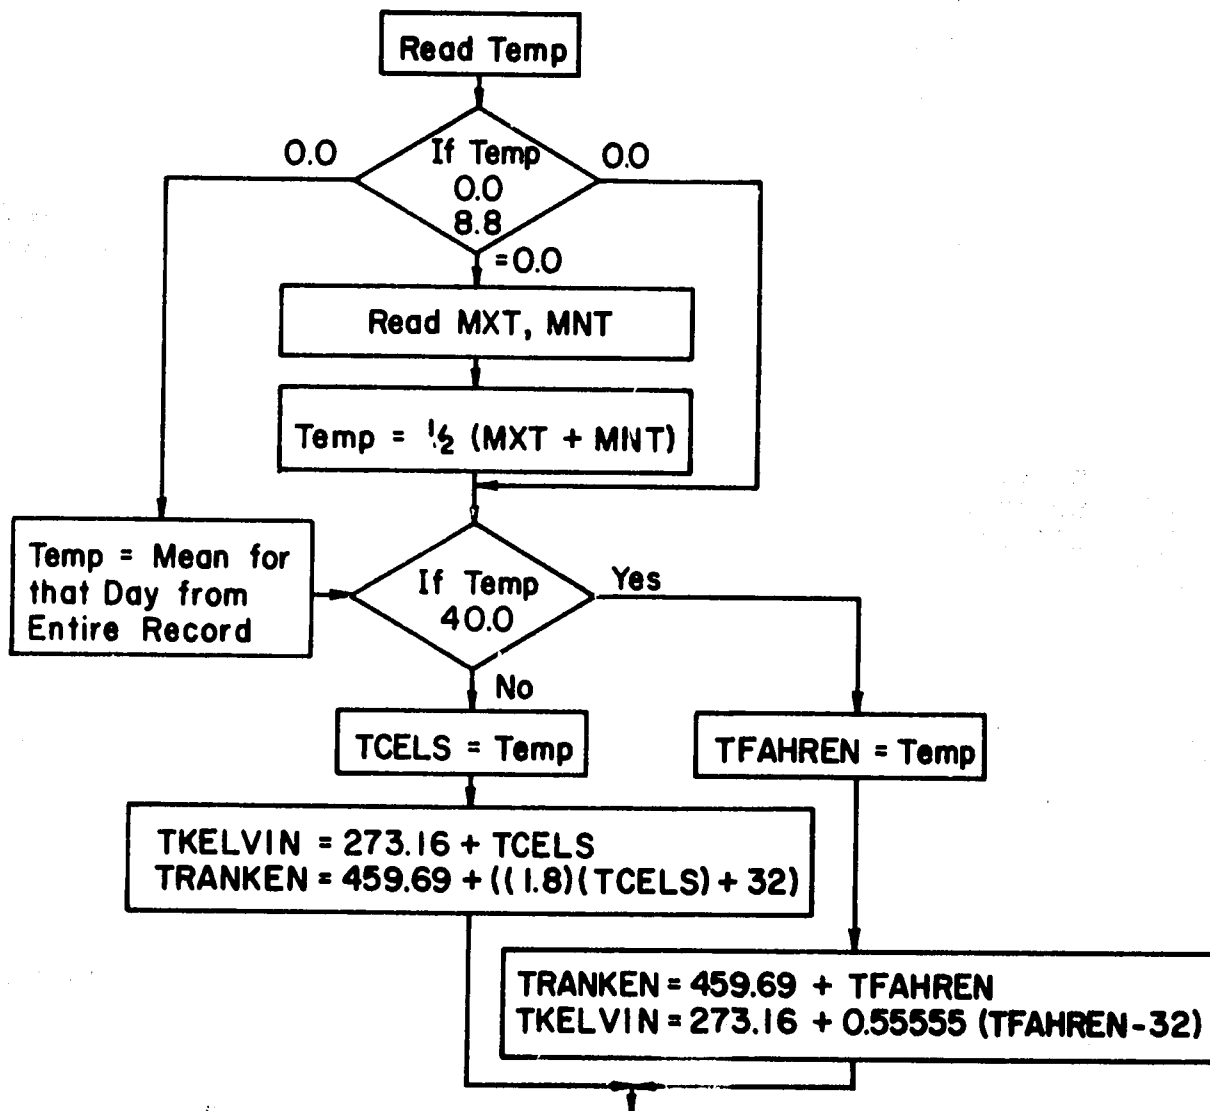 Read Temp
0.0
If Temp
0.0
0.0
8.8
=0.0
Read MXT, MNT
Temp = ½ (MXT + MNT)
Temp = Mean for
that Day from
Entire Record
If Temp
40.0
Yes
No
TCELS = Temp
TFAHREN = Temp
TKELVIN = 273.16 + TCELS
TRANKEN = 459.69 + ((1.8)(TCELS) + 32)
TRANKEN = 459.69 + TFAHREN
TKELVIN = 273.16 + 0.55555 (TFAHREN-32)